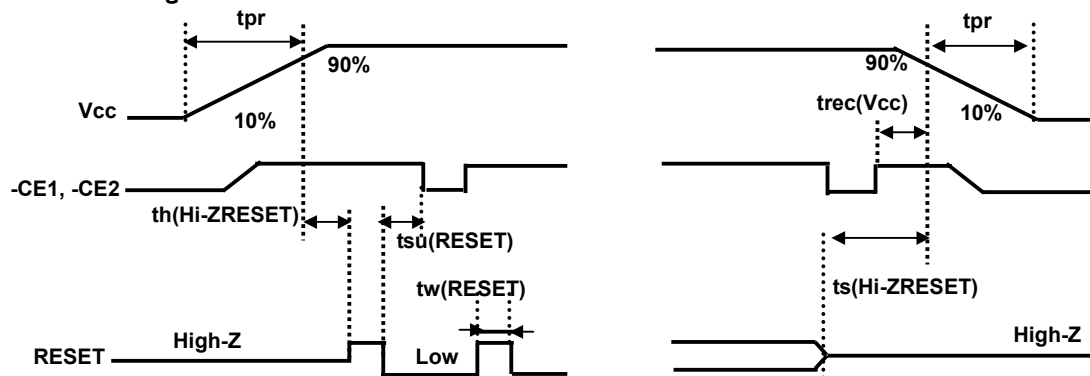 tpr
90%
Vcc
10%
-CE1, -CE2
th(Hi-ZRESET)
tsu(RESET)
tw(RESET)
High-Z
RESET
Low
tpr
90%
trec(Vcc)
10%
ts(Hi-ZRESET)
High-Z